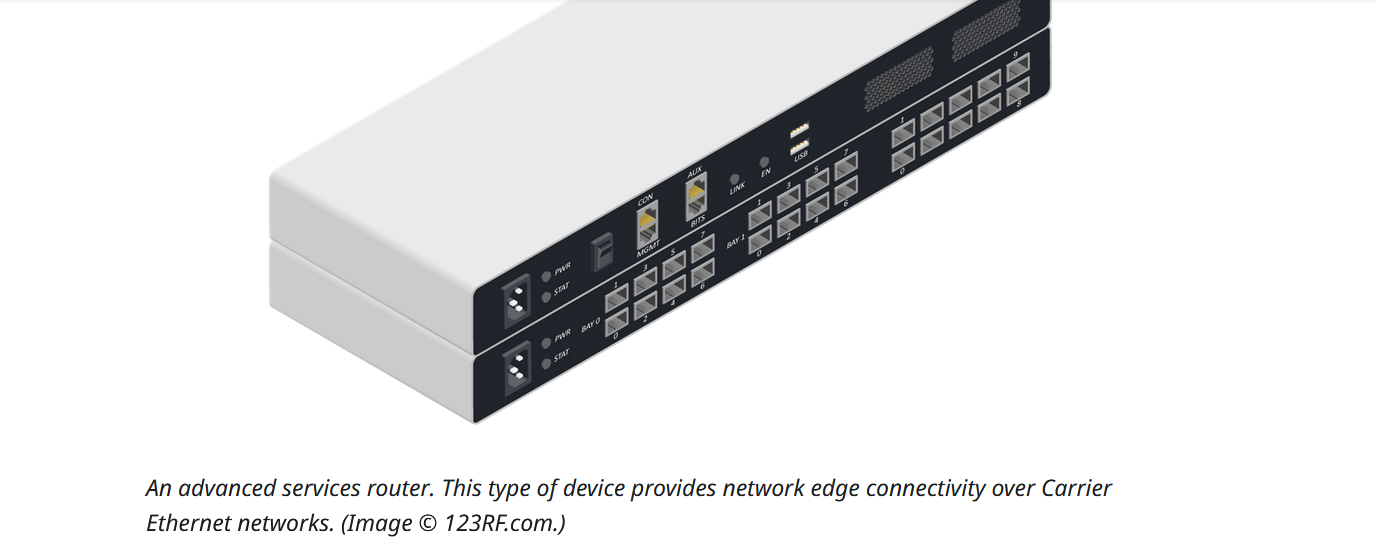 9
1
8
0
USB
EN
LINK
AUX
BITS
CON
MGMT
7
5
3
1
BAY 1
6
4
2
0
PWR
STAT
7
5
3
1
BAY 0
6
4
2
0
PWR
STAT
An advanced services router. This type of device provides network edge connectivity over Carrier
Ethernet networks. (Image © 123RF.com.)